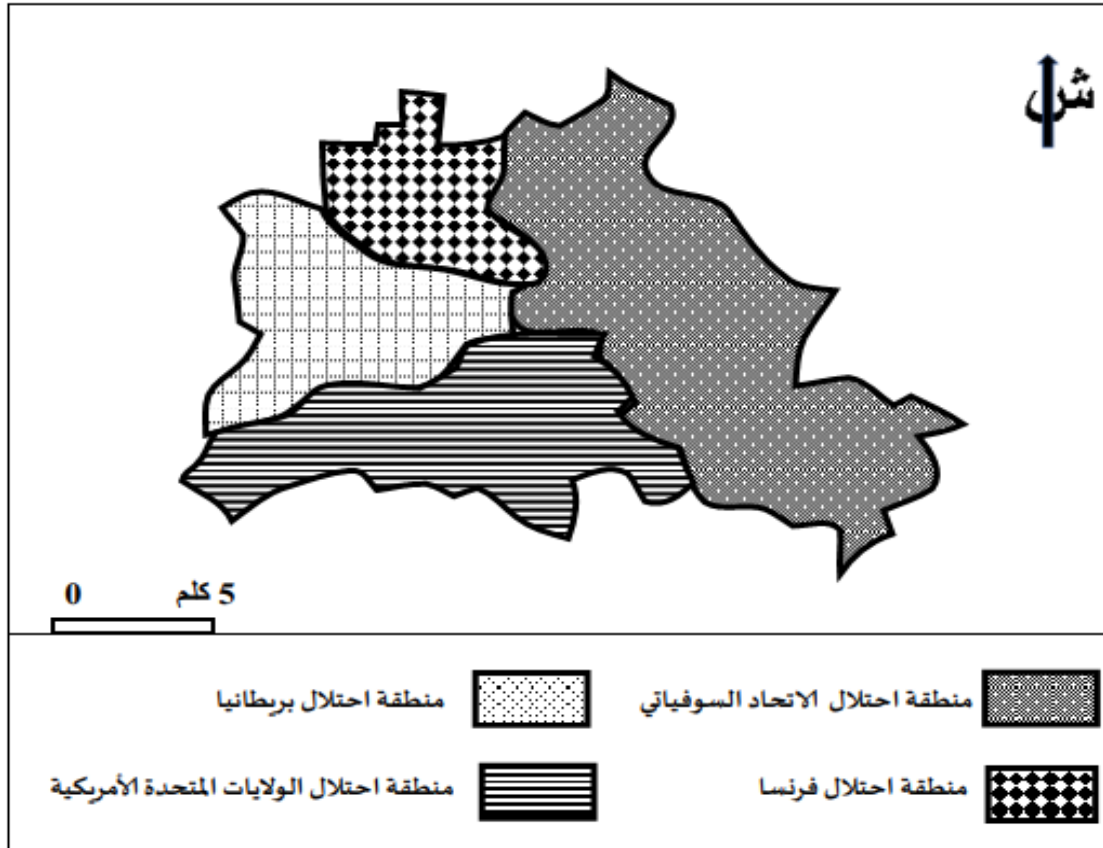 ش
0 5 كلم
منطقة احتلال الاتحاد السوفياتي
منطقة احتلال بريطانيا
منطقة احتلال فرنسا
منطقة احتلال الولايات المتحدة الأمريكية